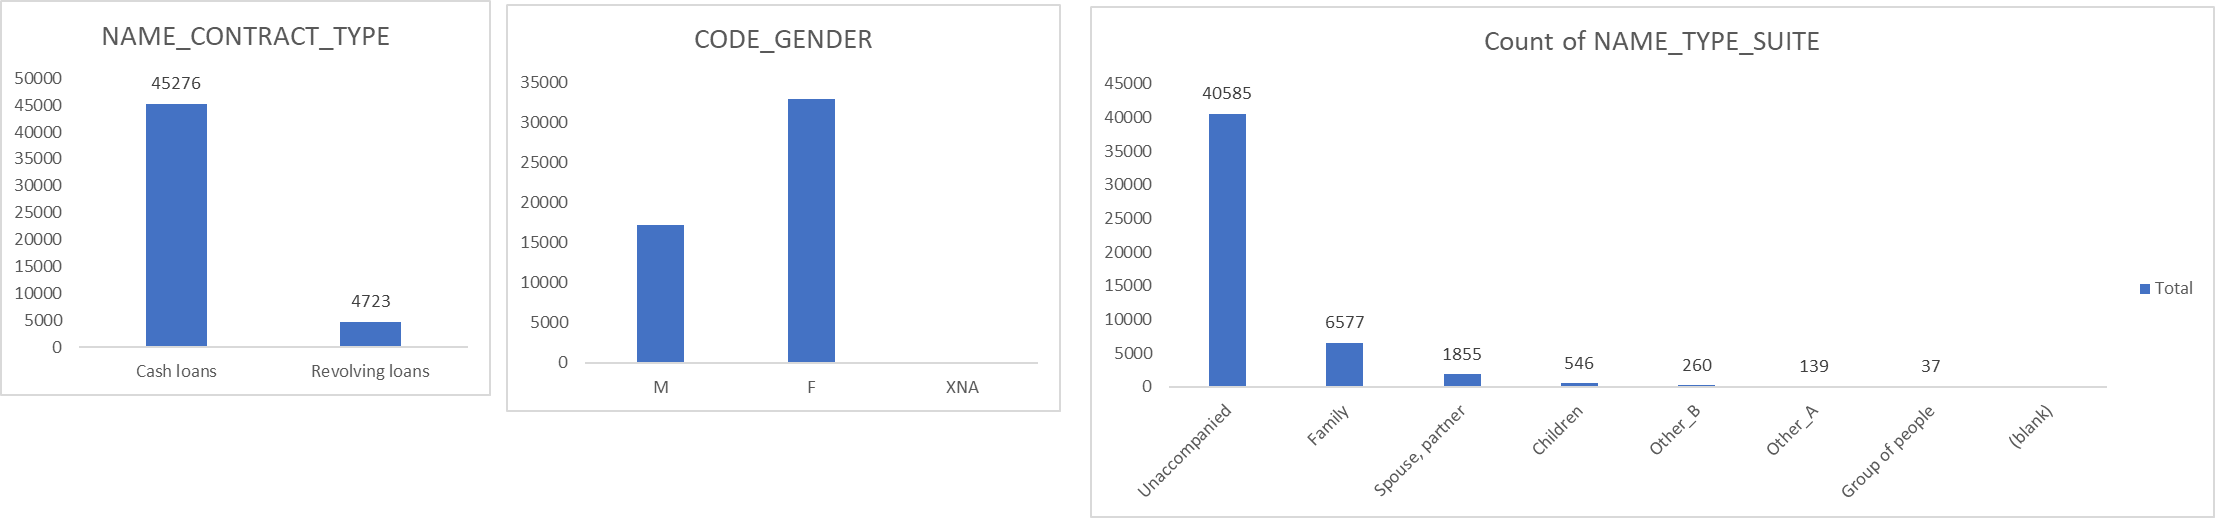 NAME_CONTRACT_TYPE
50000
45000
40000
35000
30000
25000
20000
15000
10000
5000
0
45276
4723
Cash loans
Revolving loans
CODE_GENDER
35000
30000
25000
20000
15000
10000
5000
0
M
F
XNA
Count of NAME_TYPE_SUITE
45000
40000
35000
30000
25000
20000
15000
10000
5000
0
40585
6577
1855
546
260
139
37
Unaccompanied
Family
Spouse, partner
Children
Other_B
Other_A
Group of people
(blank)
Total